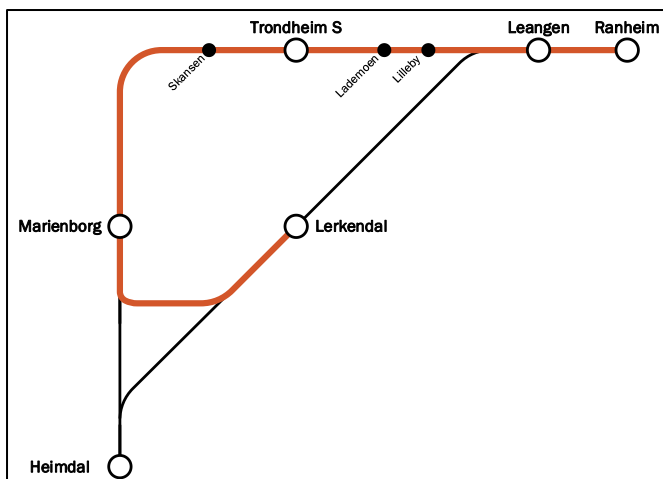 Trondheim S
Leangen
Ranheim
Skansen
Lademoen
Lilleby
Marienborg
Lerkendal
Heimdal